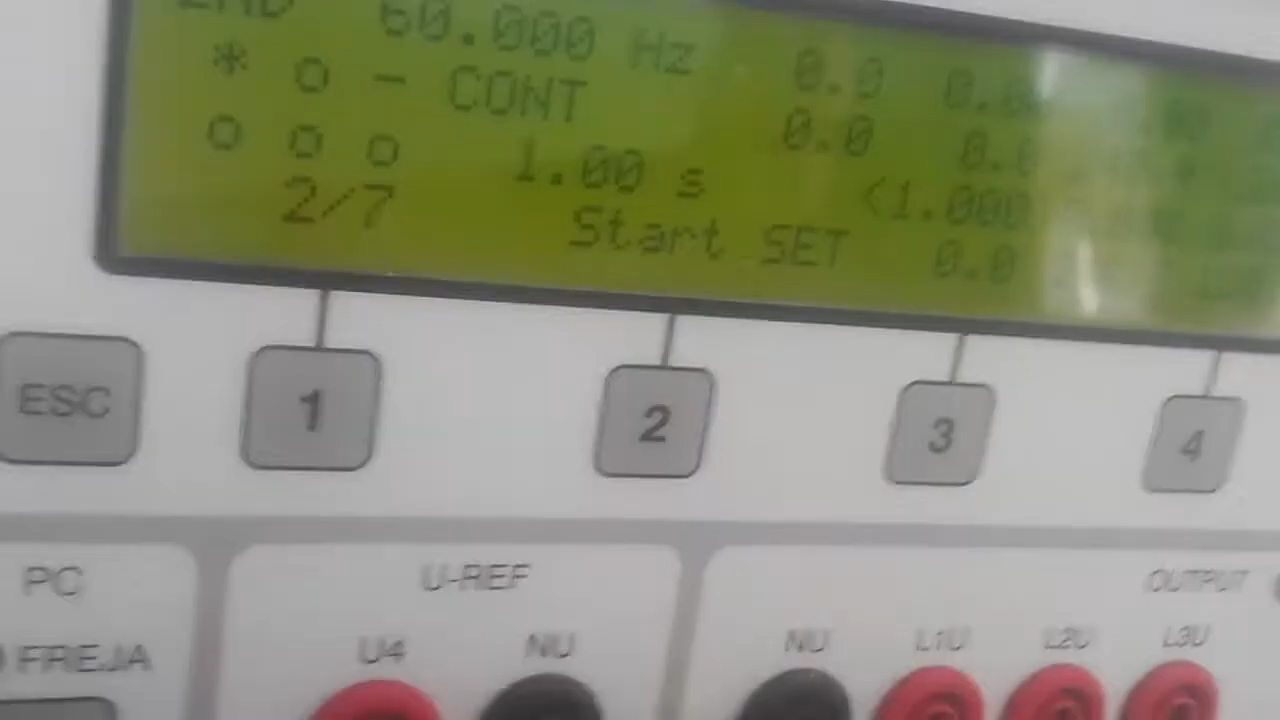 60.000 Hz 0.0
* o - CONT 0.0
o o o 1.00 s <1.000
2/7 Start SET 0.0
ESC 1 2 3 4
PC U-REF OUTPUT
FREJA U4 NU NU L1U L2U L3U